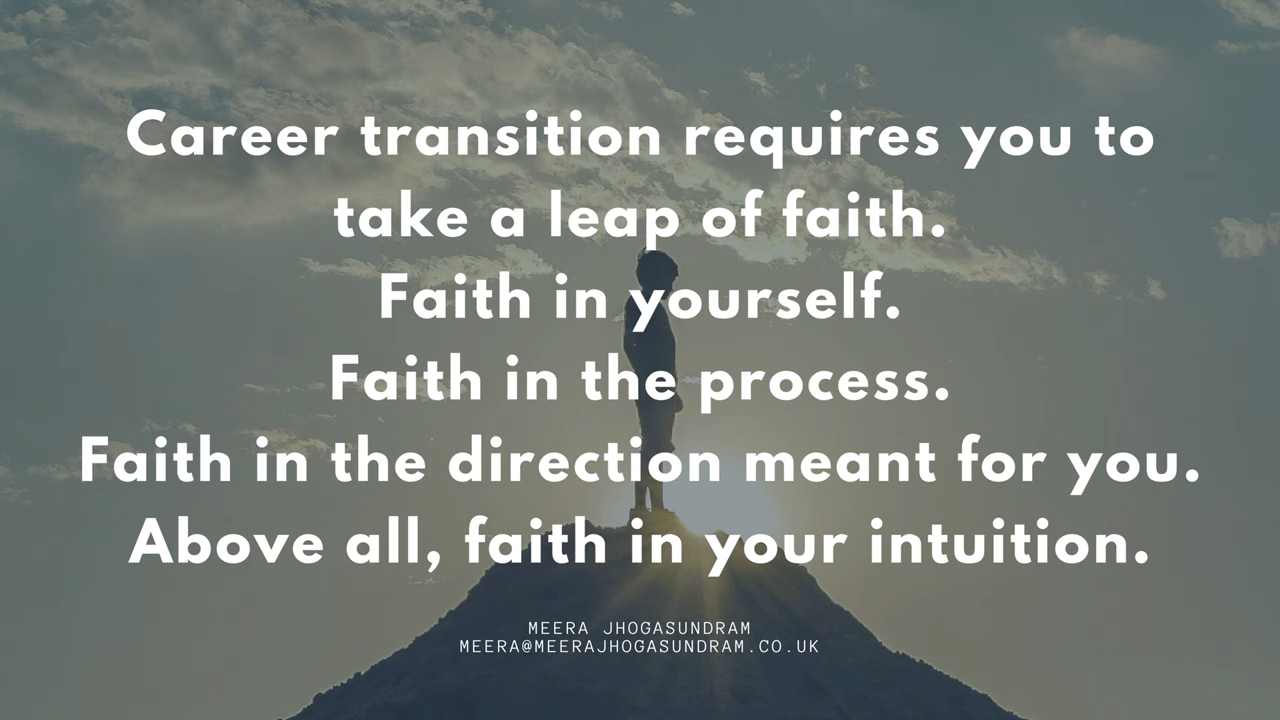 Career transition requires you to
take a leap of faith.
Faith in yourself.
Faith in the process.
Faith in the direction meant for you.
Above all, faith in your intuition.
MEERA JHOGASUNDRAM
MEERA@MEERAJHOGASUNDRAM.CO.UK